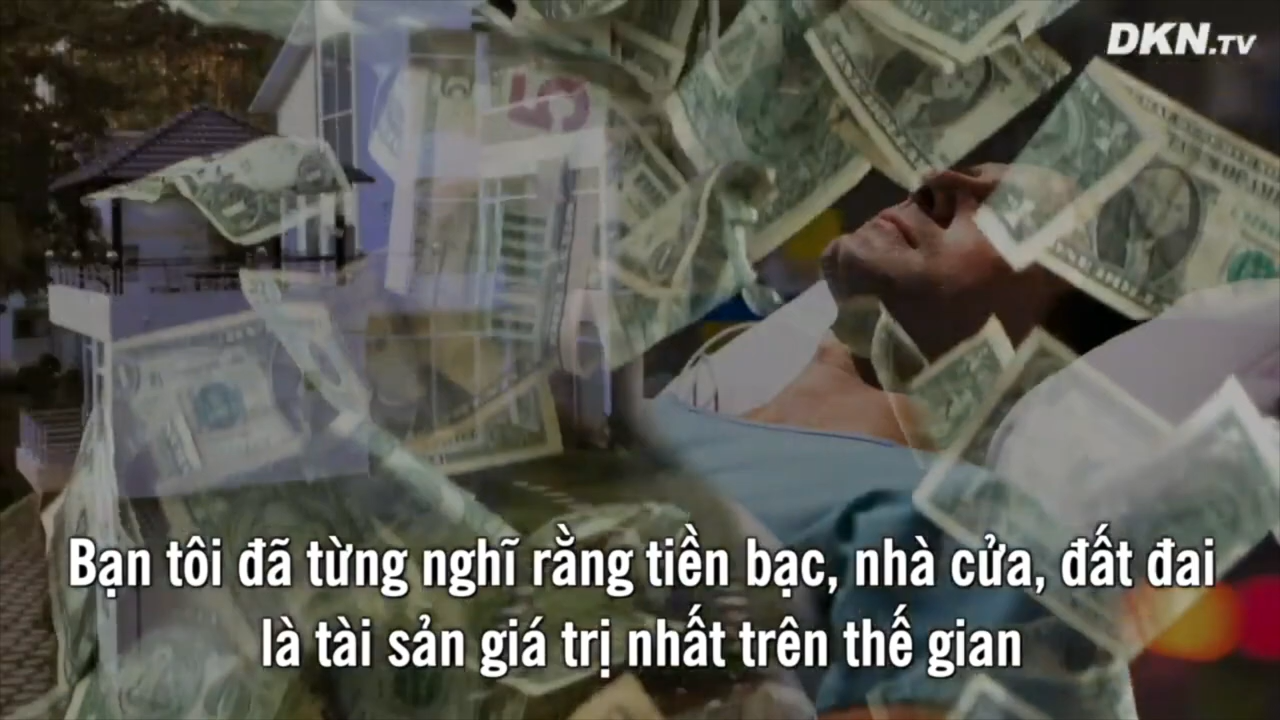 DKN.TV
Bạn tôi đã từng nghĩ rằng tiền bạc, nhà cửa, đất đai
là tài sản giá trị nhất trên thế gian